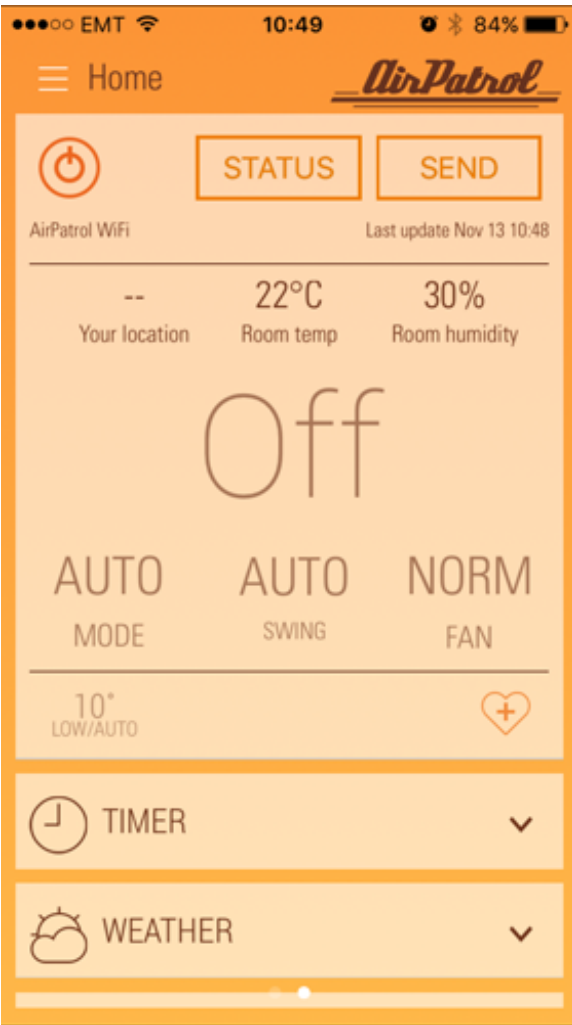 EMT 10:49 84%
Home AirPatrol
STATUS SEND
AirPatrol WiFi Last update Nov 13 10:48
-- 22°C 30%
Your location Room temp Room humidity
Off
AUTO AUTO NORM
MODE SWING FAN
10°
LOW/AUTO
TIMER
WEATHER